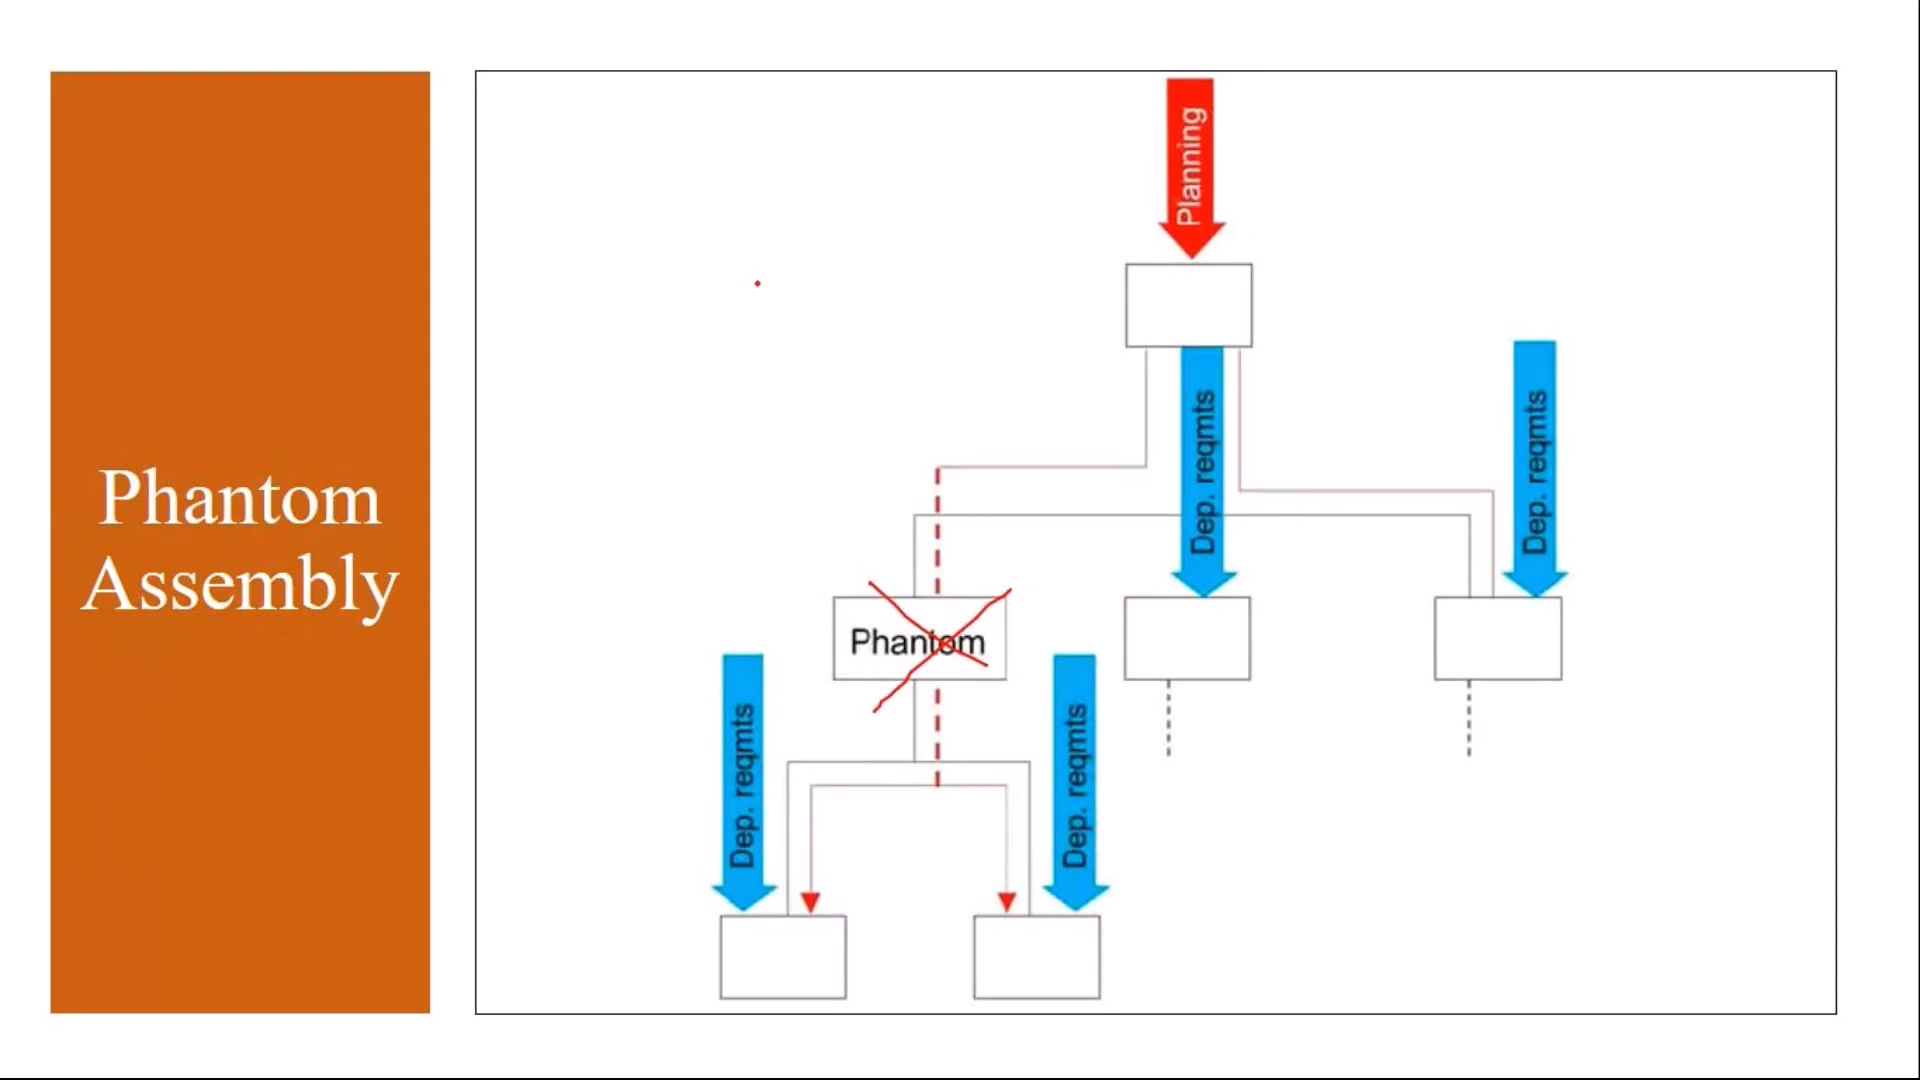 Phantom
Assembly
Planning
Dep. reqmts
Dep. reqmts
Phantom
Dep. reqmts
Dep. reqmts